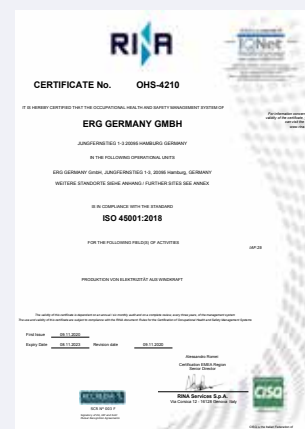 RINA
IQNet
CERTIFICATE No. OHS-4210
IT IS HEREBY CERTIFIED THAT THE OCCUPATIONAL HEALTH AND SAFETY MANAGEMENT SYSTEM OF
ERG GERMANY GMBH
JUNGFERNSTIEG 1-3 20095 HAMBURG GERMANY
IN THE FOLLOWING OPERATIONAL UNITS
ERG GERMANY GmbH, JUNGFERNSTIEG 1-3, 20095 Hamburg, GERMANY
WEITERE STANDORTE SIEHE ANHANG / FURTHER SITES SEE ANNEX
IS IN COMPLIANCE WITH THE STANDARD
ISO 45001:2018
FOR THE FOLLOWING FIELD(S) OF ACTIVITIES
IAF:25
PRODUKTION VON ELEKTRIZITÄT AUS WINDKRAFT
First Issue 09.11.2020
Expiry Date 08.11.2023 Revision date 09.11.2020
Alessandro Romei
Certification EMEA Region
Senior Director
RINA Services S.p.A.
Via Corsica 12 - 16128 Genova Italy
ACCREDIA
CISQ